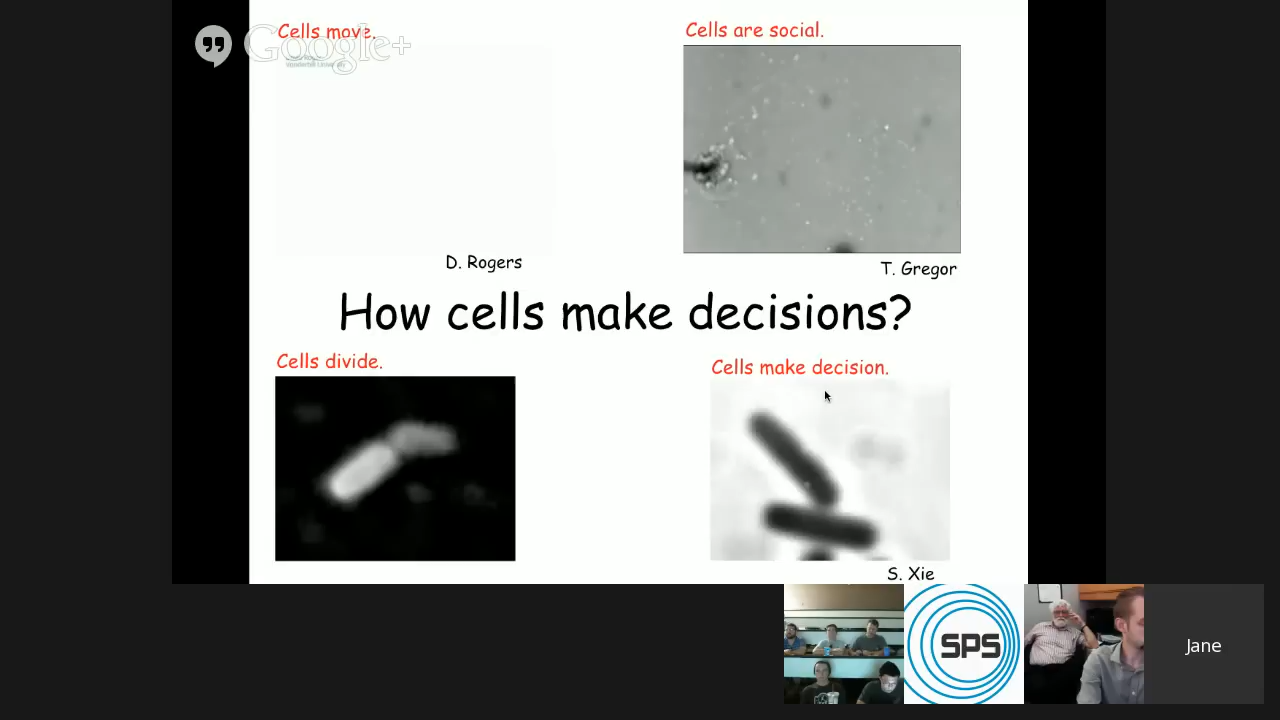 Cells move.
Google+
Cells are social.
D. Rogers
T. Gregor
How cells make decisions?
Cells divide.
Cells make decision.
S. Xie
SPS
Jane